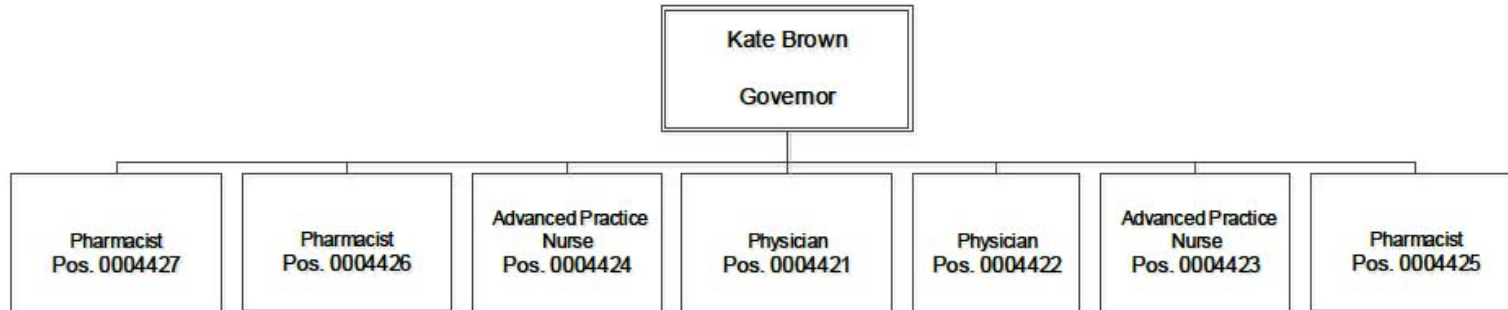 Kate Brown
Governor
Pharmacist
Pos. 0004427
Pharmacist
Pos. 0004426
Advanced Practice
Nurse
Pos. 0004424
Physician
Pos. 0004421
Physician
Pos. 0004422
Advanced Practice
Nurse
Pos. 0004423
Pharmacist
Pos. 0004425